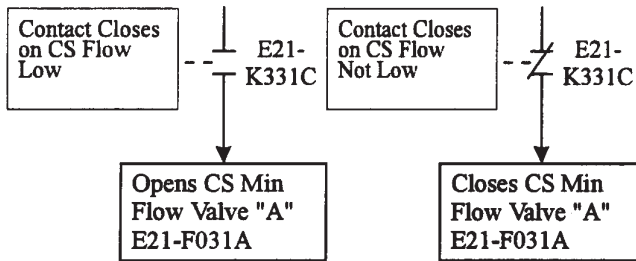 Contact Closes
on CS Flow
Low
E21-
K331C
Contact Closes
on CS Flow
Not Low
E21-
K331C
Opens CS Min
Flow Valve "A"
E21-F031A
Closes CS Min
Flow Valve "A"
E21-F031A